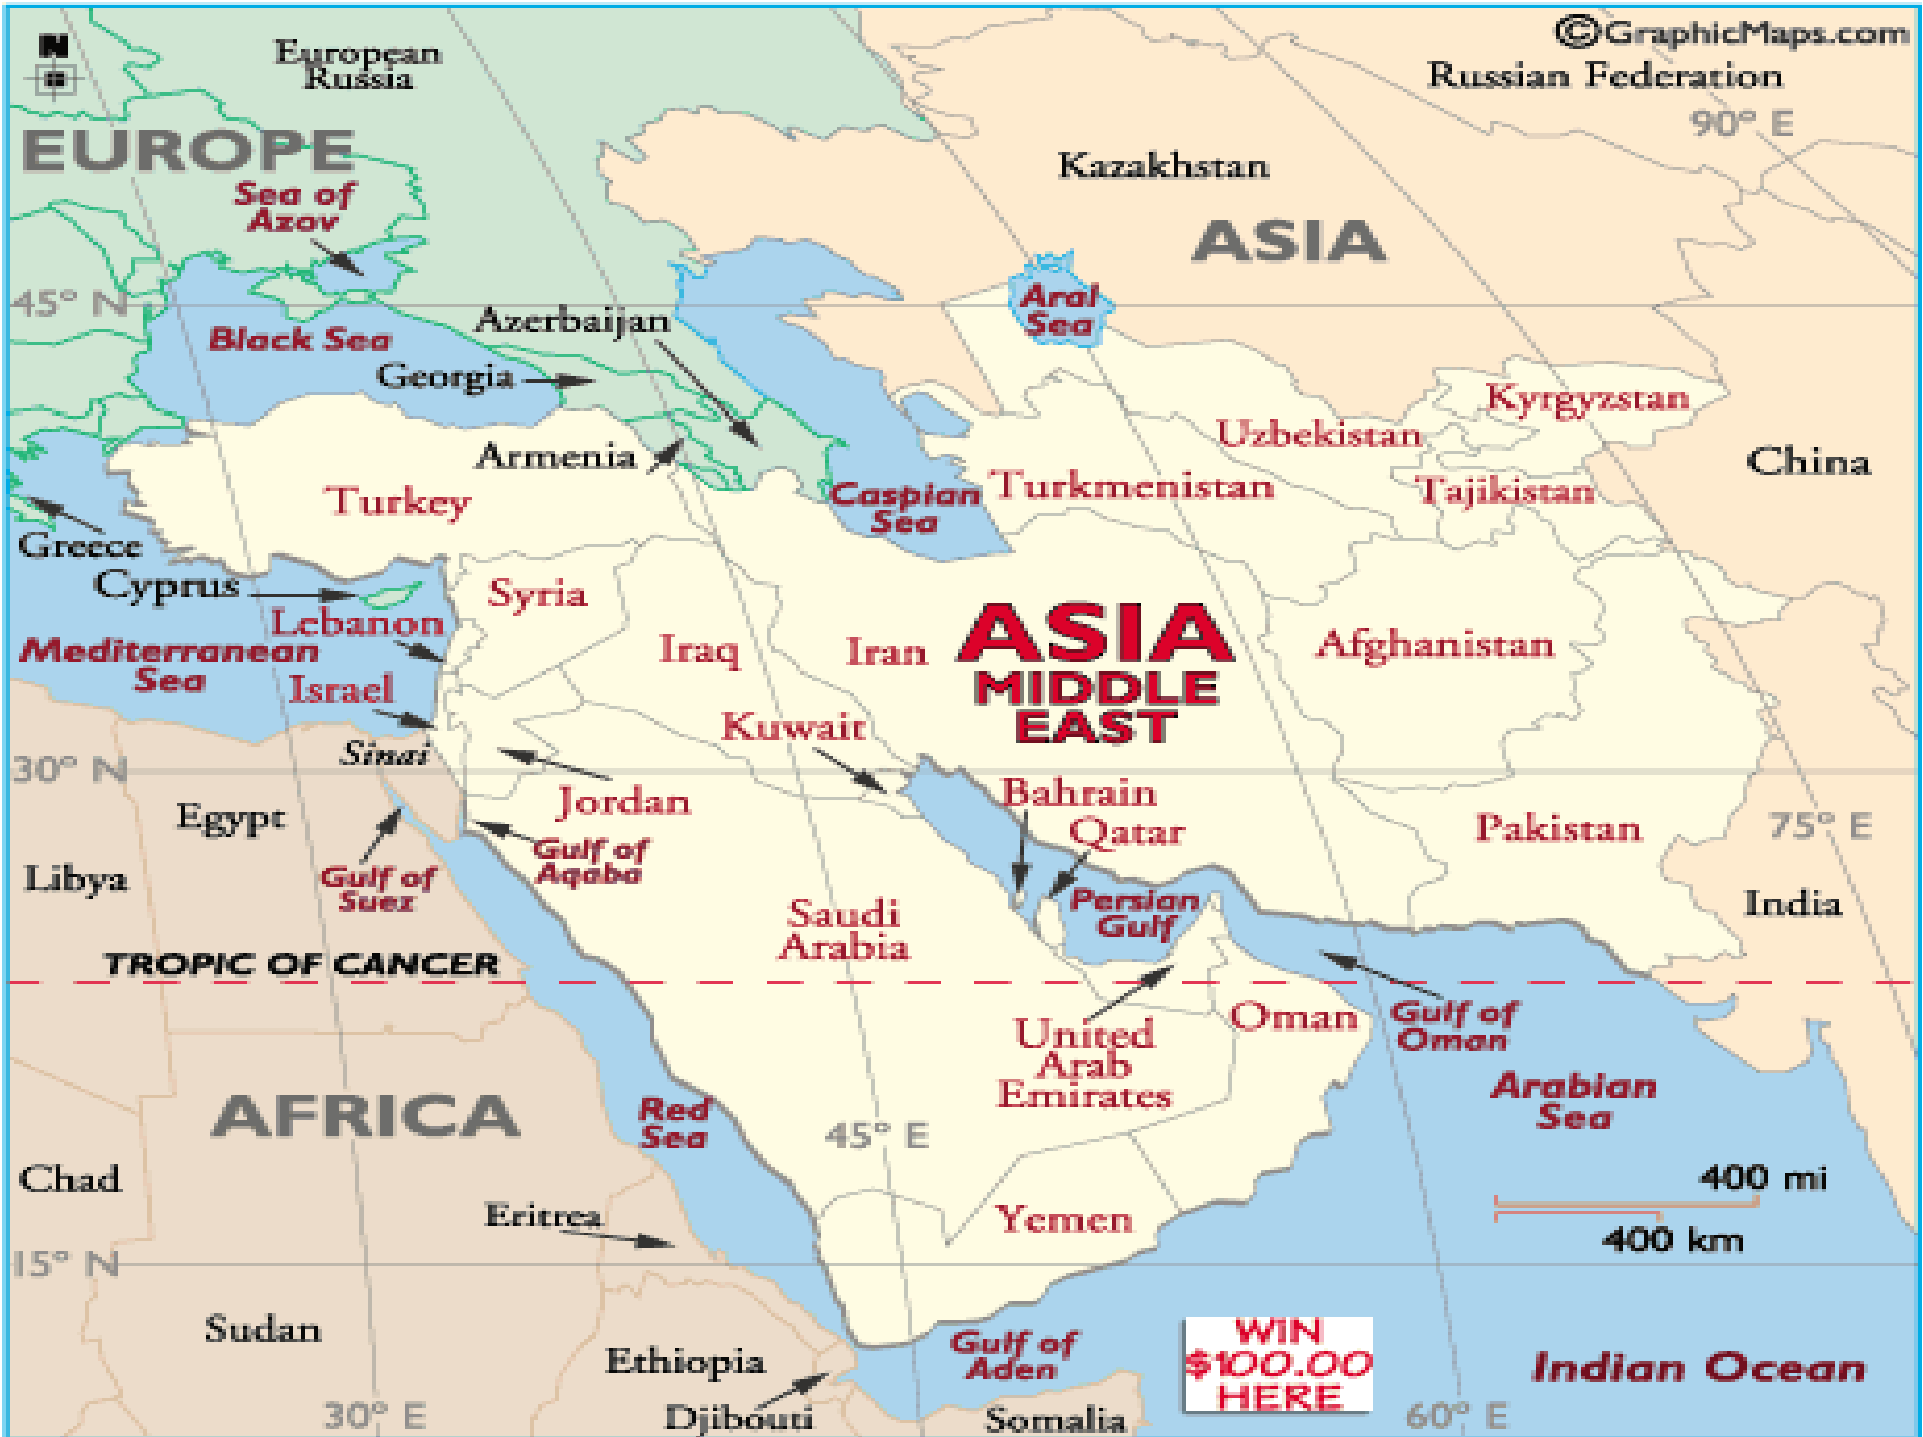 ©GraphicMaps.com
N
European
Russia
Russian Federation
90° E
EUROPE
Kazakhstan
Sea of
Azov
ASIA
45° N
Aral
Sea
Black Sea
Azerbaijan
Georgia
Kyrgyzstan
Uzbekistan
Armenia
China
Turkey
Caspian
Sea
Turkmenistan
Tajikistan
Greece
Cyprus
Syria
Lebanon
ASIA
MIDDLE
EAST
Mediterranean
Sea
Iraq
Iran
Afghanistan
Israel
Kuwait
Sinai
30° N
Bahrain
Jordan
Egypt
Qatar
Pakistan
75° E
Gulf of
Aqaba
Libya
Gulf of
Suez
Persian
Gulf
India
Saudi
Arabia
TROPIC OF CANCER
Oman
Gulf of
Oman
United
Arab
Emirates
AFRICA
Red
Sea
45° E
Arabian
Sea
Chad
400 mi
Eritrea
Yemen
400 km
15° N
Sudan
WIN
$100.00
HERE
Gulf of
Aden
Ethiopia
Indian Ocean
30° E
Djibouti
Somalia
60° E